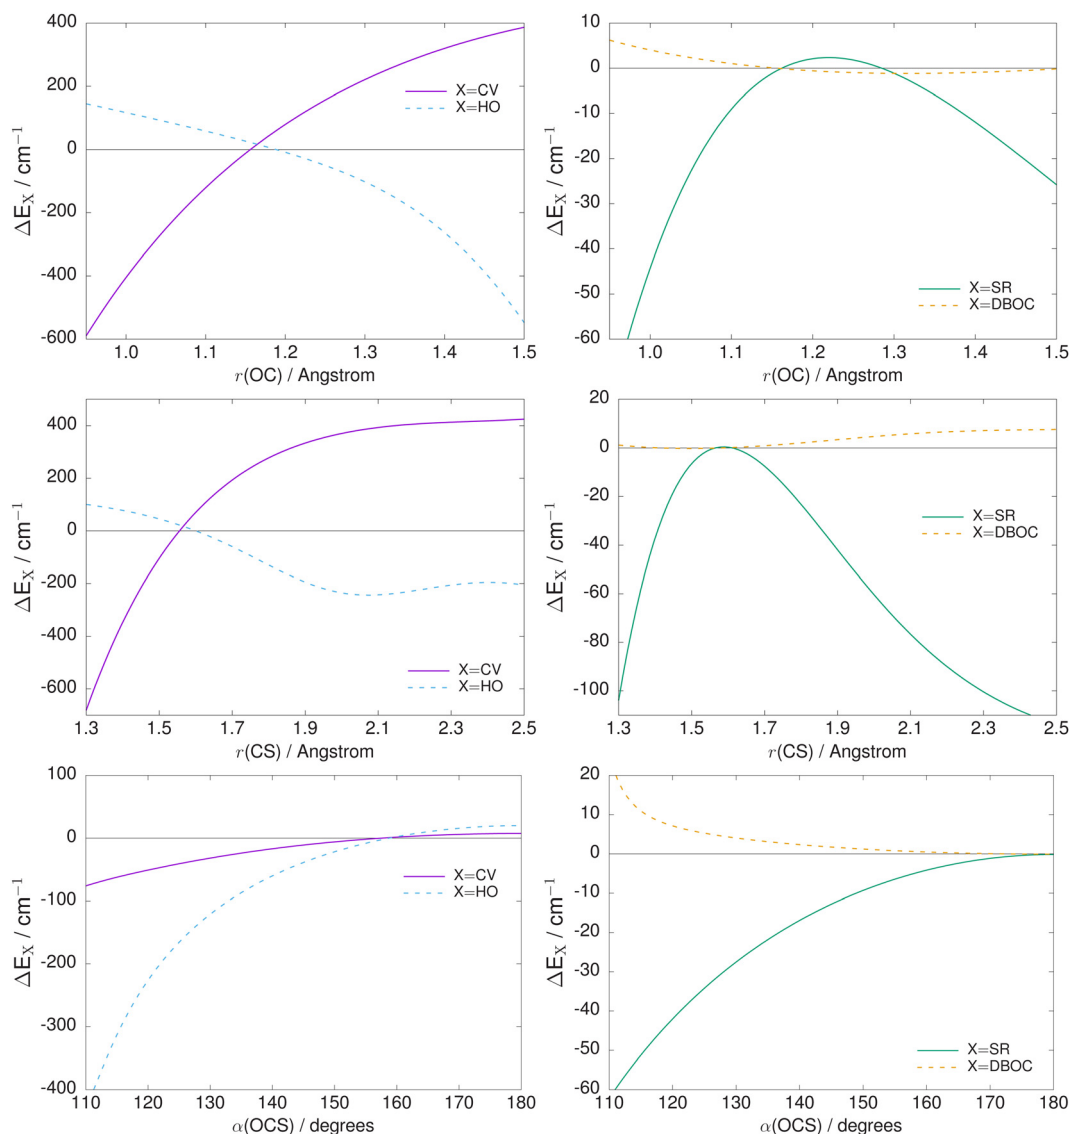 400
200
0
-200
-400
-600
ΔE_X / cm⁻¹
X=CV
X=HO
1.0 1.1 1.2 1.3 1.4 1.5
r(OC) / Angstrom
10
0
-10
-20
-30
-40
-50
-60
ΔE_X / cm⁻¹
X=SR
X=DBOC
1.0 1.1 1.2 1.3 1.4 1.5
r(OC) / Angstrom
400
200
0
-200
-400
-600
ΔE_X / cm⁻¹
X=CV
X=HO
1.3 1.5 1.7 1.9 2.1 2.3 2.5
r(CS) / Angstrom
20
0
-20
-40
-60
-80
-100
ΔE_X / cm⁻¹
X=SR
X=DBOC
1.3 1.5 1.7 1.9 2.1 2.3 2.5
r(CS) / Angstrom
100
0
-100
-200
-300
-400
ΔE_X / cm⁻¹
X=CV
X=HO
110 120 130 140 150 160 170 180
α(OCS) / degrees
20
10
0
-10
-20
-30
-40
-50
-60
ΔE_X / cm⁻¹
X=SR
X=DBOC
110 120 130 140 150 160 170 180
α(OCS) / degrees